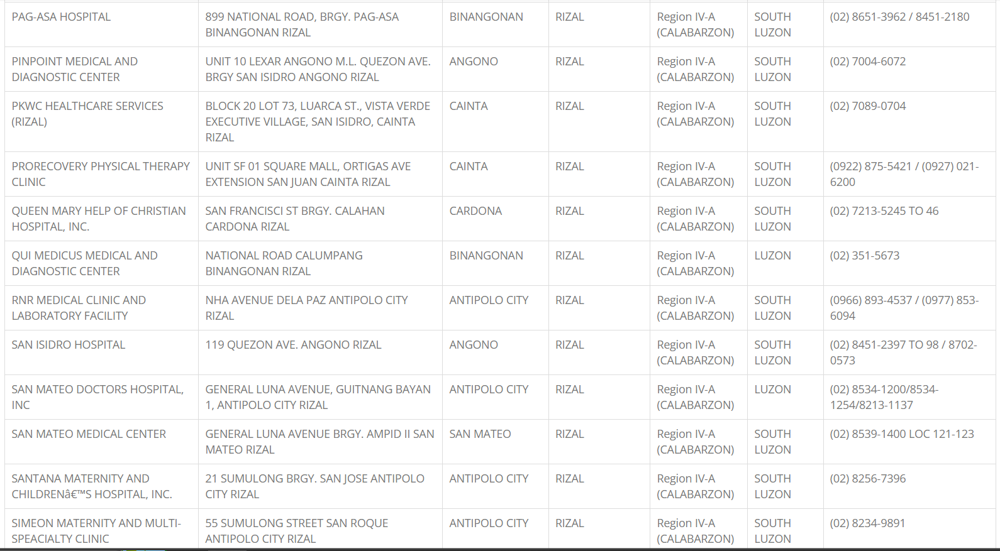 PAG-ASA HOSPITAL
899 NATIONAL ROAD, BRGY. PAG-ASA
BINANGONAN RIZAL
BINANGONAN
RIZAL
Region IV-A
(CALABARZON)
SOUTH
LUZON
(02) 8651-3962 / 8451-2180
PINPOINT MEDICAL AND
DIAGNOSTIC CENTER
UNIT 10 LEXAR ANGONO M.L. QUEZON AVE.
BRGY SAN ISIDRO ANGONO RIZAL
ANGONO
RIZAL
Region IV-A
(CALABARZON)
SOUTH
LUZON
(02) 7004-6072
PKWC HEALTHCARE SERVICES
(RIZAL)
BLOCK 20 LOT 73, LUARCA ST., VISTA VERDE
EXECUTIVE VILLAGE, SAN ISIDRO, CAINTA
RIZAL
CAINTA
RIZAL
Region IV-A
(CALABARZON)
SOUTH
LUZON
(02) 7089-0704
PRORECOVERY PHYSICAL THERAPY
CLINIC
UNIT SF 01 SQUARE MALL, ORTIGAS AVE
EXTENSION SAN JUAN CAINTA RIZAL
CAINTA
RIZAL
Region IV-A
(CALABARZON)
SOUTH
LUZON
(0922) 875-5421 / (0927) 021-
6200
QUEEN MARY HELP OF CHRISTIAN
HOSPITAL, INC.
SAN FRANCISCI ST BRGY. CALAHAN
CARDONA RIZAL
CARDONA
RIZAL
Region IV-A
(CALABARZON)
SOUTH
LUZON
(02) 7213-5245 TO 46
QUI MEDICUS MEDICAL AND
DIAGNOSTIC CENTER
NATIONAL ROAD CALUMPANG
BINANGONAN RIZAL
BINANGONAN
RIZAL
Region IV-A
(CALABARZON)
LUZON
(02) 351-5673
RNR MEDICAL CLINIC AND
LABORATORY FACILITY
NHA AVENUE DELA PAZ ANTIPOLO CITY
RIZAL
ANTIPOLO CITY
RIZAL
Region IV-A
(CALABARZON)
SOUTH
LUZON
(0966) 893-4537 / (0977) 853-
6094
SAN ISIDRO HOSPITAL
119 QUEZON AVE. ANGONO RIZAL
ANGONO
RIZAL
Region IV-A
(CALABARZON)
SOUTH
LUZON
(02) 8451-2397 TO 98 / 8702-
0573
SAN MATEO DOCTORS HOSPITAL,
INC
GENERAL LUNA AVENUE, GUITNANG BAYAN
1, ANTIPOLO CITY RIZAL
ANTIPOLO CITY
RIZAL
Region IV-A
(CALABARZON)
LUZON
(02) 8534-1200/8534-
1254/8213-1137
SAN MATEO MEDICAL CENTER
GENERAL LUNA AVENUE BRGY. AMPID II SAN
MATEO RIZAL
SAN MATEO
RIZAL
Region IV-A
(CALABARZON)
SOUTH
LUZON
(02) 8539-1400 LOC 121-123
SANTANA MATERNITY AND
CHILDRENâ€™S HOSPITAL, INC.
21 SUMULONG BRGY. SAN JOSE ANTIPOLO
CITY RIZAL
ANTIPOLO CITY
RIZAL
Region IV-A
(CALABARZON)
SOUTH
LUZON
(02) 8256-7396
SIMEON MATERNITY AND MULTI-
SPEACIALTY CLINIC
55 SUMULONG STREET SAN ROQUE
ANTIPOLO CITY RIZAL
ANTIPOLO CITY
RIZAL
Region IV-A
(CALABARZON)
SOUTH
LUZON
(02) 8234-9891